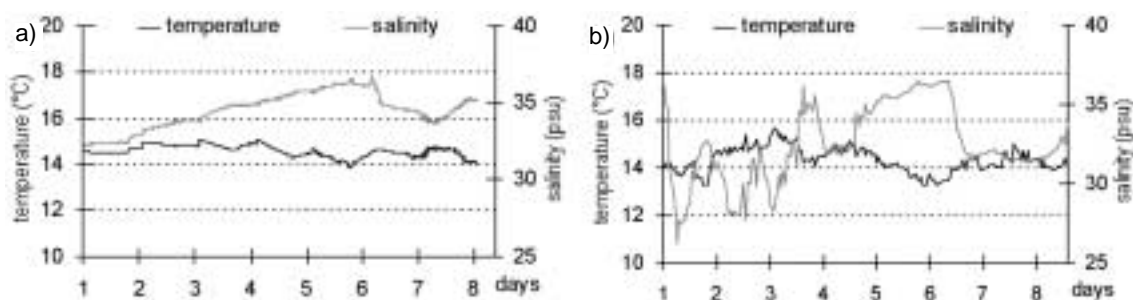 a)
temperature salinity
temperature (°C)
20
18
16
14
12
10
salinity (psu)
40
35
30
25
1 2 3 4 5 6 7 8 days
b)
temperature salinity
temperature (°C)
20
18
16
14
12
10
salinity (psu)
40
35
30
25
1 2 3 4 5 6 7 8 days